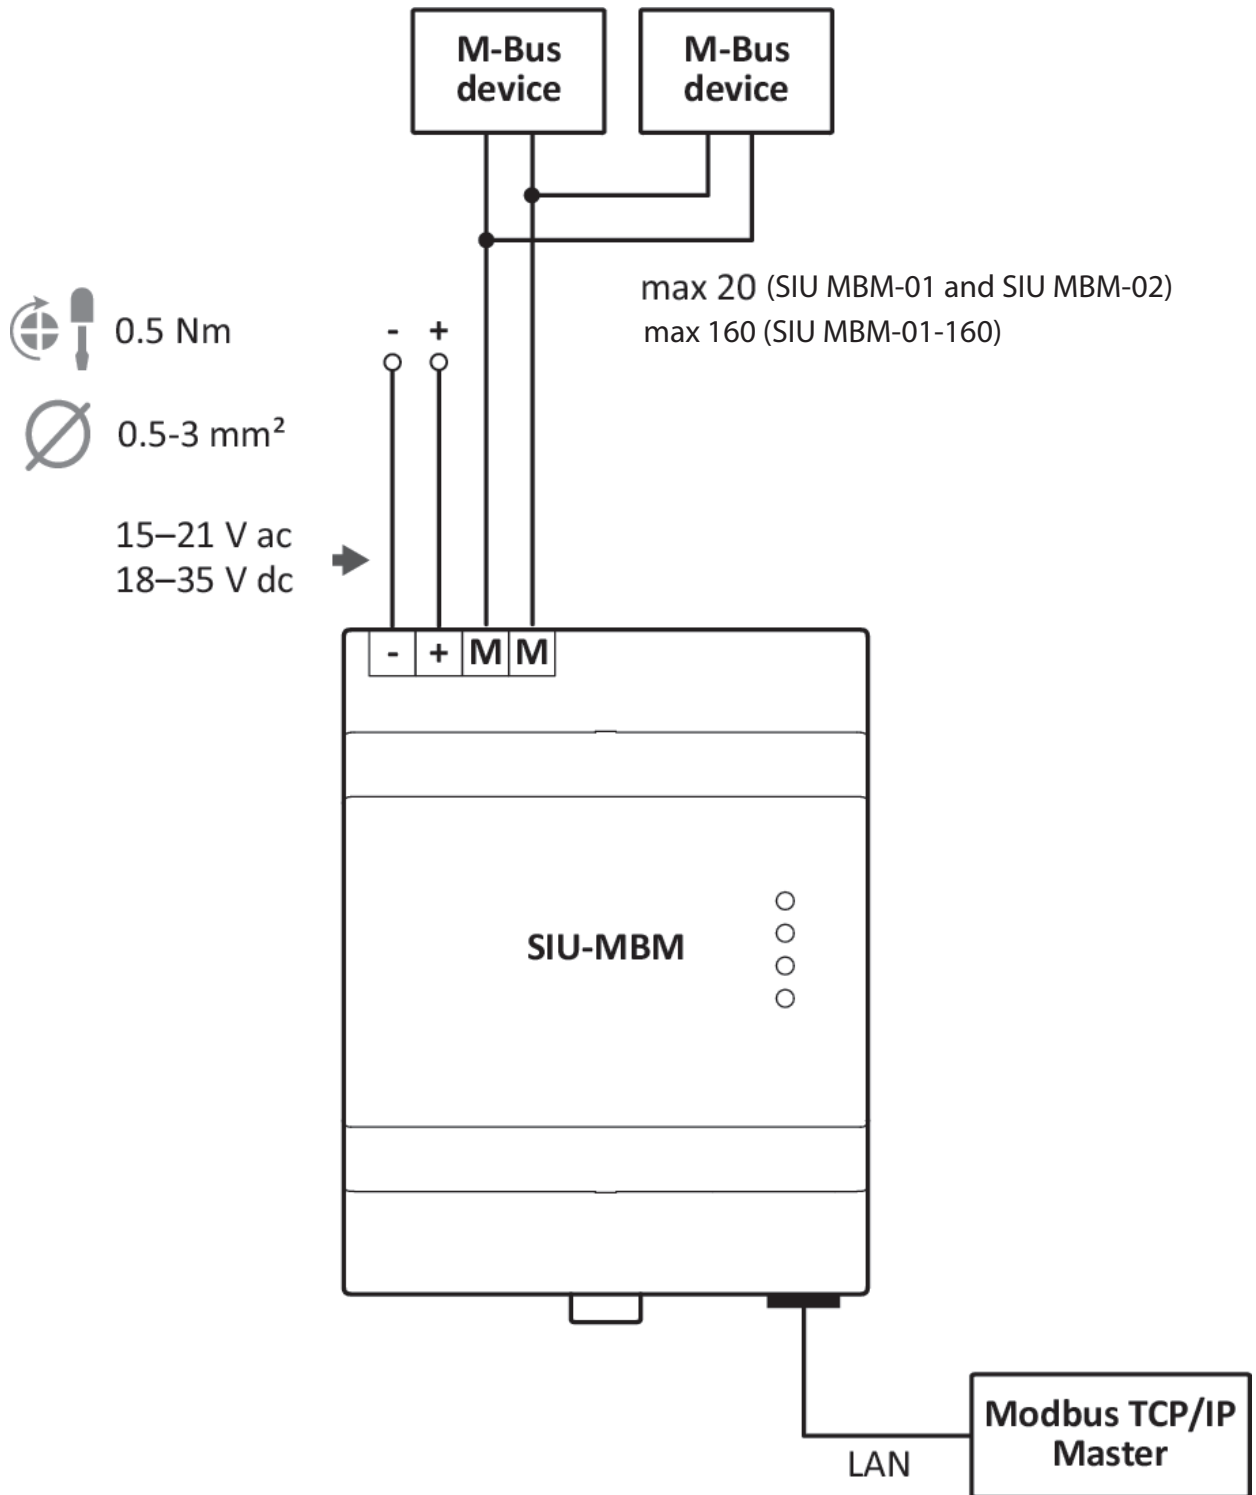 M-Bus
device
M-Bus
device
max 20 (SIU MBM-01 and SIU MBM-02)
max 160 (SIU MBM-01-160)
0.5 Nm
- +
0.5-3 mm²
15–21 V ac
18–35 V dc
- + M M
SIU-MBM
LAN
Modbus TCP/IP
Master